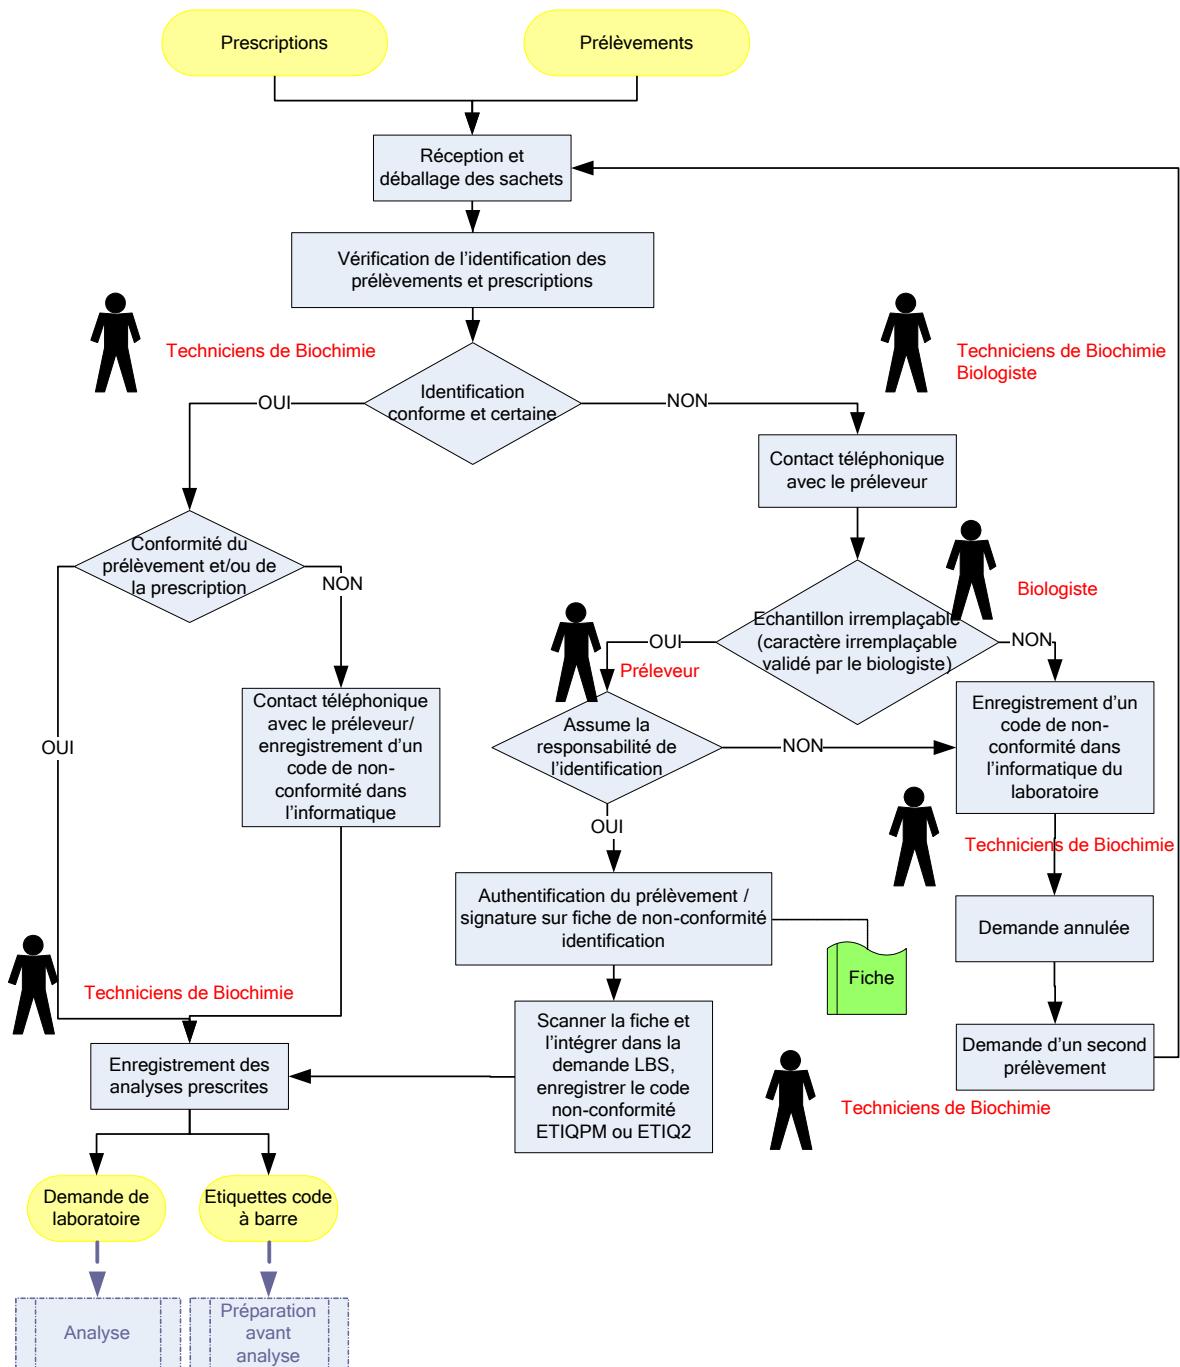 Prescriptions
Prélèvements
Réception et
déballage des sachets
Vérification de l'identification des
prélèvements et prescriptions
Techniciens de Biochimie
Techniciens de Biochimie
Biologiste
Identification
conforme et certaine
OUI
NON
Contact téléphonique
avec le préleveur
Conformité du
prélèvement et/ou de
la prescription
NON
Biologiste
Echantillon irremplaçable
(caractère irremplaçable
validé par le biologiste)
OUI
NON
Préleveur
Contact téléphonique
avec le préleveur/
enregistrement d'un
code de non-
conformité dans
l'informatique
OUI
Assume la
responsabilité de
l'identification
NON
OUI
Enregistrement d'un
code de non-
conformité dans
l'informatique du
laboratoire
Techniciens de Biochimie
Authentification du prélèvement /
signature sur fiche de non-conformité
identification
Fiche
Demande annulée
Techniciens de Biochimie
Scanner la fiche et
l'intégrer dans la
demande LBS,
enregistrer le code
non-conformité
ETIQPM ou ETIQ2
Demande d'un second
prélèvement
Techniciens de Biochimie
Enregistrement des
analyses prescrites
Demande de
laboratoire
Etiquettes code
à barre
Analyse
Préparation
avant
analyse